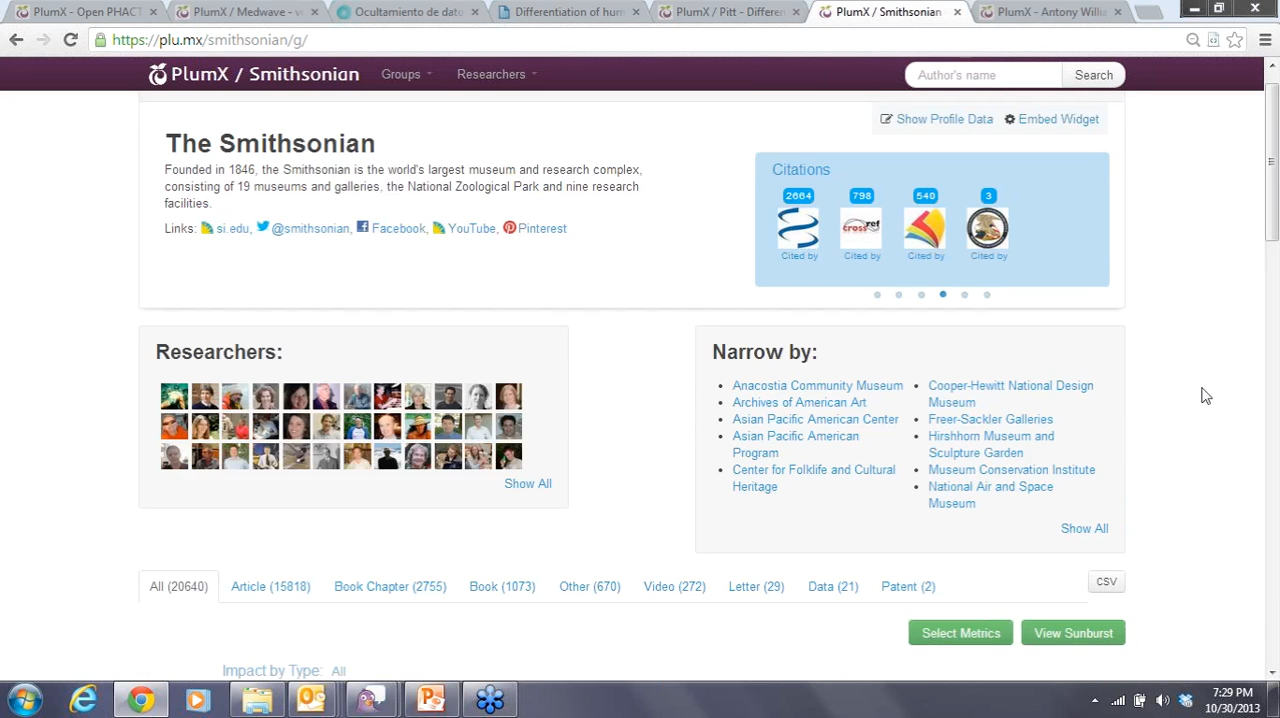 PlumX - Open PHACT
PlumX / Medwave - v
Ocultamiento de dato
Differentiation of hum
PlumX / Pitt - Differen
PlumX / Smithsonian
PlumX - Antony Willia
https://plu.mx/smithsonian/g/
PlumX / Smithsonian
Groups
Researchers
Author's name
Search
Show Profile Data
Embed Widget
The Smithsonian
Founded in 1846, the Smithsonian is the world's largest museum and research complex,
consisting of 19 museums and galleries, the National Zoological Park and nine research
facilities.
Links: si.edu, @smithsonian, Facebook, YouTube, Pinterest
Citations
2664 798 540 3
crossref
Cited by Cited by Cited by Cited by
Researchers:
Show All
Narrow by:
Anacostia Community Museum
Archives of American Art
Asian Pacific American Center
Asian Pacific American
Program
Center for Folklife and Cultural
Heritage
Cooper-Hewitt National Design
Museum
Freer-Sackler Galleries
Hirshhorn Museum and
Sculpture Garden
Museum Conservation Institute
National Air and Space
Museum
Show All
All (20640) Article (15818) Book Chapter (2755) Book (1073) Other (670) Video (272) Letter (29) Data (21) Patent (2)
CSV
Select Metrics
View Sunburst
Impact by Type: All
7:29 PM
10/30/2013